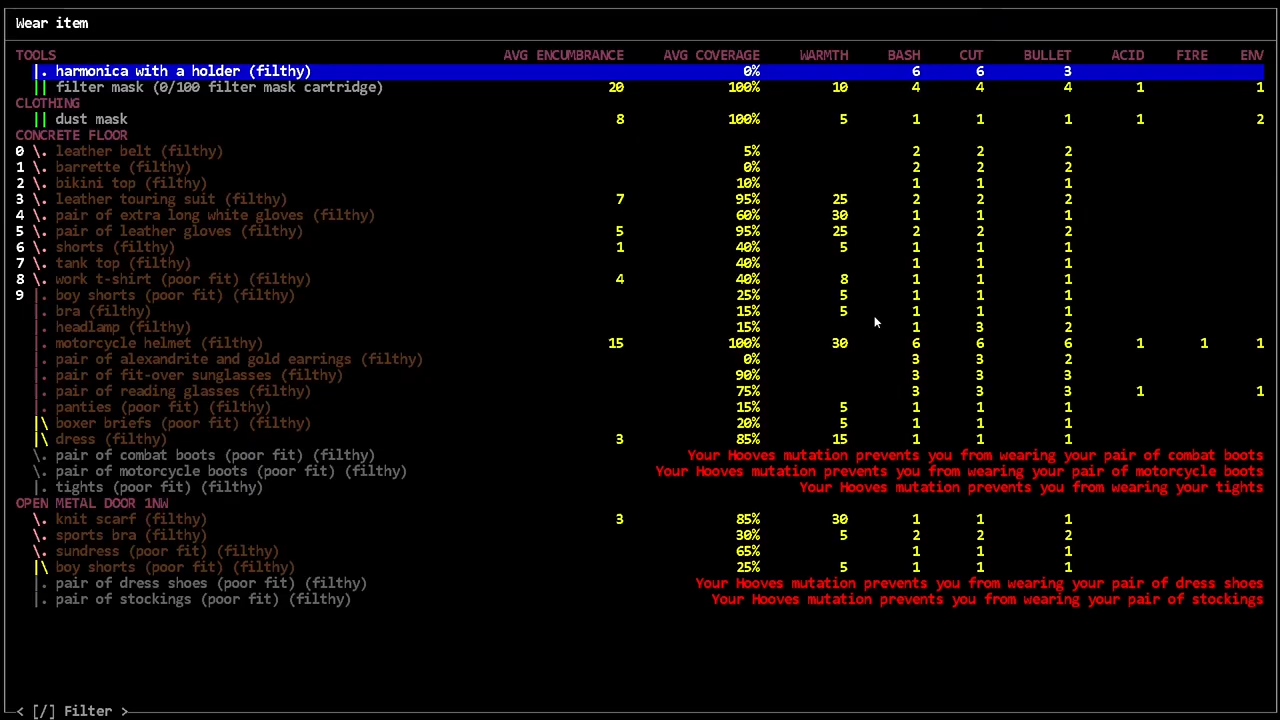 Wear item
TOOLS AVG ENCUMBRANCE AVG COVERAGE WARMTH BASH CUT BULLET ACID FIRE ENV
|. harmonica with a holder (filthy) 0% 6 6 3
|| filter mask (0/100 filter mask cartridge) 20 100% 10 4 4 4 1 1
CLOTHING
|| dust mask 8 100% 5 1 1 1 1 2
CONCRETE FLOOR
0 \. leather belt (filthy) 5% 2 2 2
1 \. barrette (filthy) 0% 2 2 2
2 \. bikini top (filthy) 10% 1 1 1
3 \. leather touring suit (filthy) 7 95% 25 2 2 2
4 \. pair of extra long white gloves (filthy) 60% 30 1 1 1
5 \. pair of leather gloves (filthy) 5 95% 25 2 2 2
6 \. shorts (filthy) 1 40% 5 1 1 1
7 \. tank top (filthy) 40% 1 1 1
8 \. work t-shirt (poor fit) (filthy) 4 40% 8 1 1 1
9 |. boy shorts (poor fit) (filthy) 25% 5 1 1 1
|. bra (filthy) 15% 5 1 1 1
|. headlamp (filthy) 15% 1 3 2
|. motorcycle helmet (filthy) 15 100% 30 6 6 6 1 1 1
|. pair of alexandrite and gold earrings (filthy) 0% 3 3 2
|. pair of fit-over sunglasses (filthy) 90% 3 3 3
|. pair of reading glasses (filthy) 75% 3 3 3 1 1
|. panties (poor fit) (filthy) 15% 5 1 1 1
|\ boxer briefs (poor fit) (filthy) 20% 5 1 1 1
|\ dress (filthy) 3 85% 15 1 1 1
\. pair of combat boots (poor fit) (filthy) Your Hooves mutation prevents you from wearing your pair of combat boots
\. pair of motorcycle boots (poor fit) (filthy) Your Hooves mutation prevents you from wearing your pair of motorcycle boots
|. tights (poor fit) (filthy) Your Hooves mutation prevents you from wearing your tights
OPEN METAL DOOR 1NW
\. knit scarf (filthy) 3 85% 30 1 1 1
\. sports bra (filthy) 30% 5 2 2 2
\. sundress (poor fit) (filthy) 65% 1 1 1
|\ boy shorts (poor fit) (filthy) 25% 5 1 1 1
|. pair of dress shoes (poor fit) (filthy) Your Hooves mutation prevents you from wearing your pair of dress shoes
|. pair of stockings (poor fit) (filthy) Your Hooves mutation prevents you from wearing your pair of stockings
< [/] Filter >